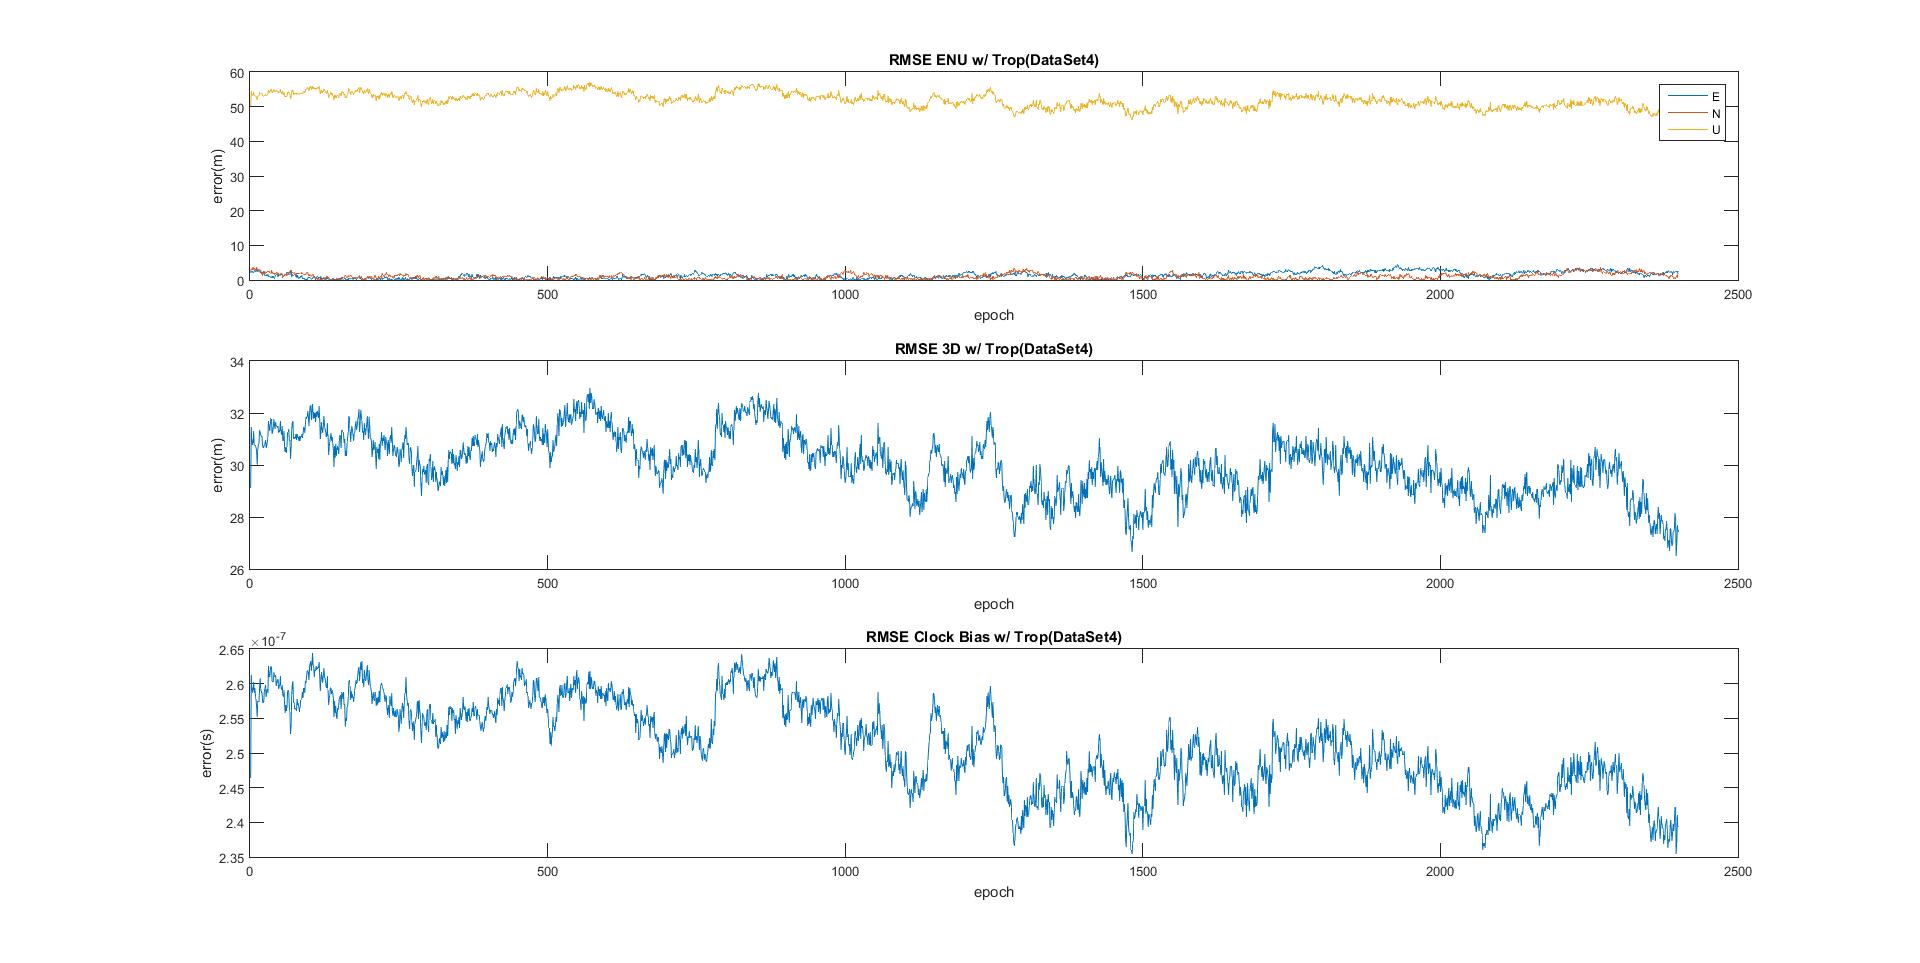 RMSE ENU w/ Trop(DataSet4)
60
50
40
30
20
10
0
error(m)
E
N
U
0 500 1000 1500 2000 2500
epoch
RMSE 3D w/ Trop(DataSet4)
34
32
30
28
26
error(m)
0 500 1000 1500 2000 2500
epoch
RMSE Clock Bias w/ Trop(DataSet4)
×10⁻⁷
2.65
2.6
2.55
2.5
2.45
2.4
2.35
error(s)
0 500 1000 1500 2000 2500
epoch